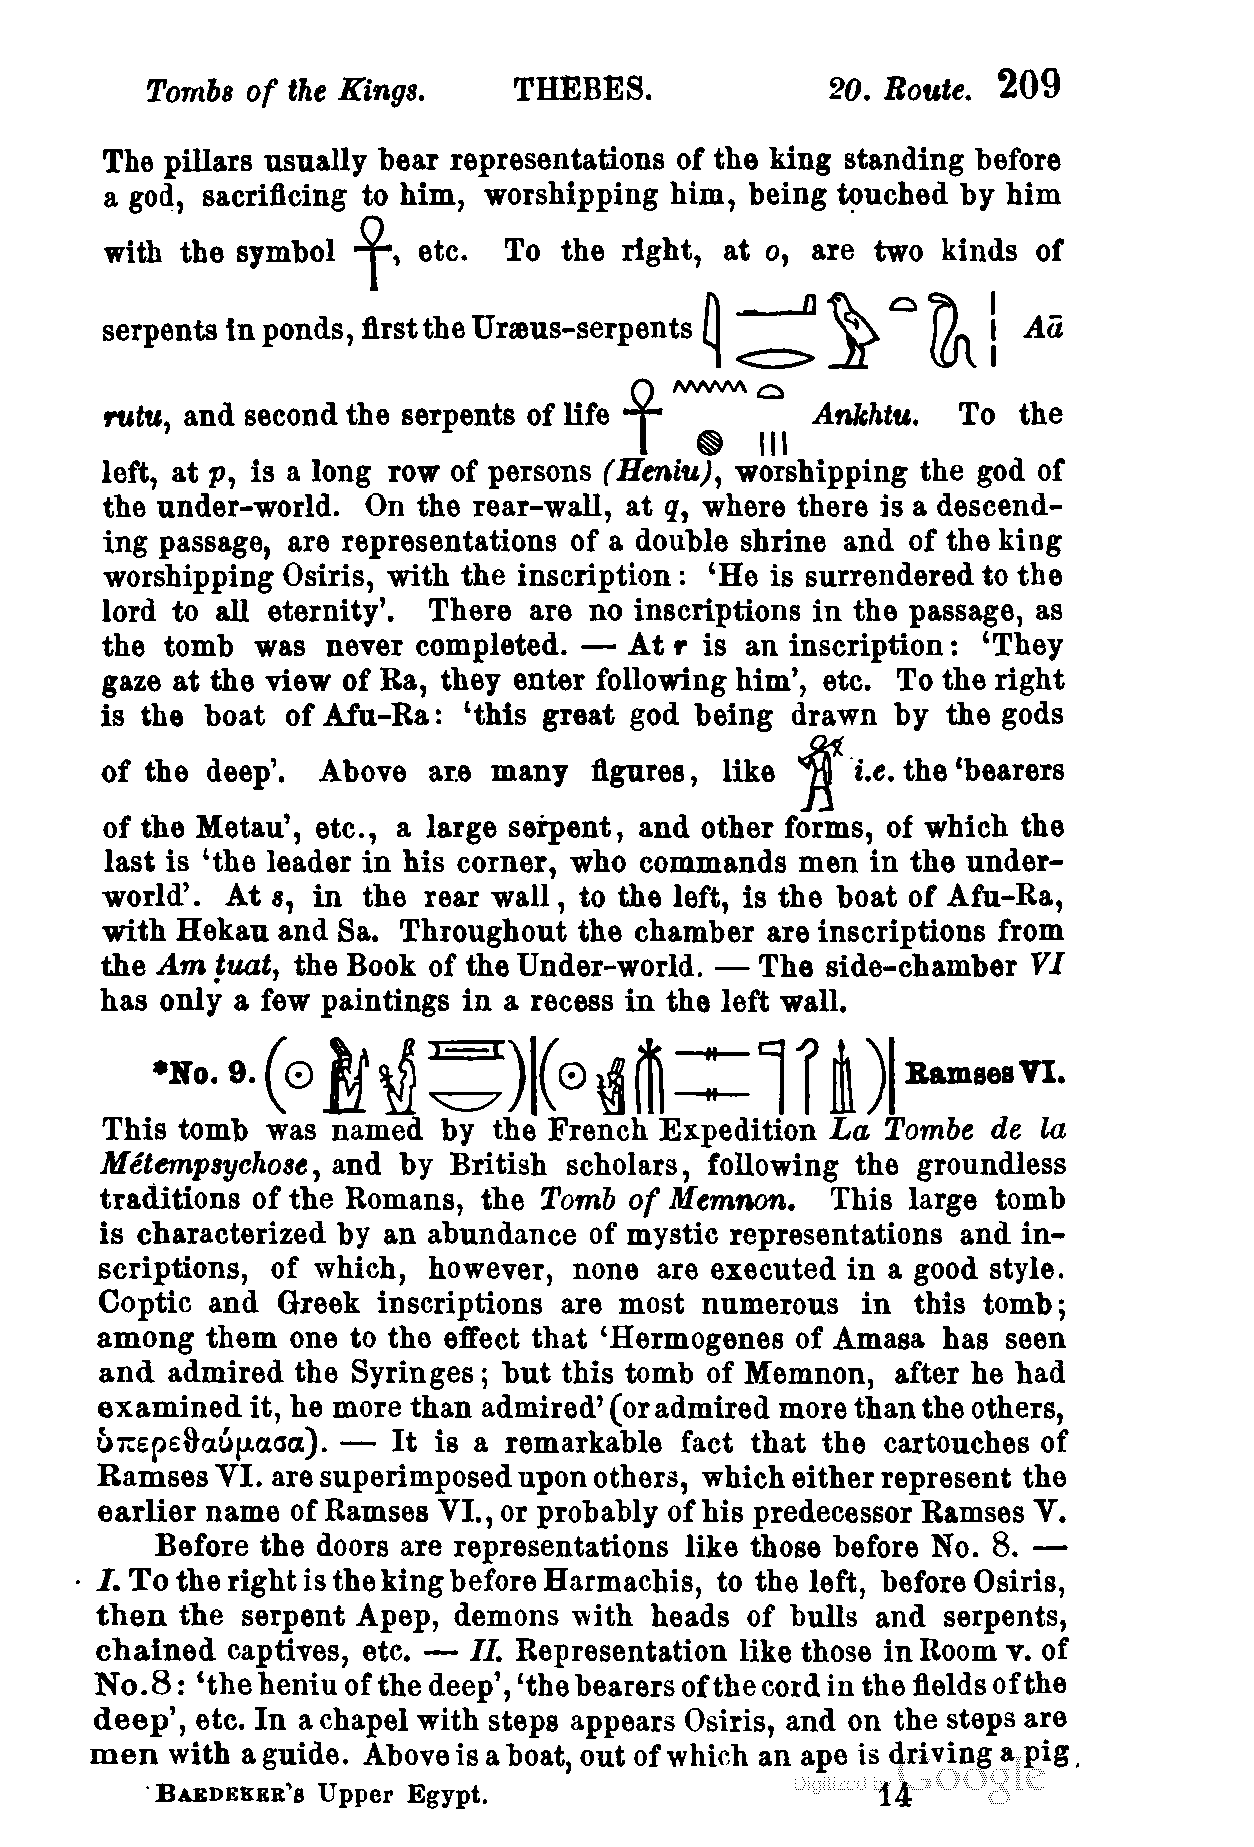 Tombs of the Kings. THEBES. 20. Route. 209
The pillars usually bear representations of the king standing before
a god, sacrificing to him, worshipping him, being ṭouched by him
with the symbol 𓋹, etc. To the right, at o, are two kinds of
serpents in ponds, first the Uræus-serpents Aā
rutu, and second the serpents of life 𓋹 Ankhtu. To the
left, at p, is a long row of persons (Heniu), worshipping the god of
the under-world. On the rear-wall, at q, where there is a descend-
ing passage, are representations of a double shrine and of the king
worshipping Osiris, with the inscription: ‘He is surrendered to the
lord to all eternity’. There are no inscriptions in the passage, as
the tomb was never completed. — At r is an inscription: ‘They
gaze at the view of Ra, they enter following him’, etc. To the right
is the boat of Afu-Ra: ‘this great god being drawn by the gods
of the deep’. Above are many figures, like i.e. the ‘bearers
of the Metau’, etc., a large serpent, and other forms, of which the
last is ‘the leader in his corner, who commands men in the under-
world’. At s, in the rear wall, to the left, is the boat of Afu-Ra,
with Hekau and Sa. Throughout the chamber are inscriptions from
the Am ṭuat, the Book of the Under-world. — The side-chamber VI
has only a few paintings in a recess in the left wall.
*No. 9. Ramses VI.
This tomb was named by the French Expedition La Tombe de la
Métempsychose, and by British scholars, following the groundless
traditions of the Romans, the Tomb of Memnon. This large tomb
is characterized by an abundance of mystic representations and in-
scriptions, of which, however, none are executed in a good style.
Coptic and Greek inscriptions are most numerous in this tomb;
among them one to the effect that ‘Hermogenes of Amasa has seen
and admired the Syringes; but this tomb of Memnon, after he had
examined it, he more than admired’ (or admired more than the others,
ὑπερεθαύμασα). — It is a remarkable fact that the cartouches of
Ramses VI. are superimposed upon others, which either represent the
earlier name of Ramses VI., or probably of his predecessor Ramses V.
Before the doors are representations like those before No. 8. —
I. To the right is the king before Harmachis, to the left, before Osiris,
then the serpent Apep, demons with heads of bulls and serpents,
chained captives, etc. — II. Representation like those in Room v. of
No. 8: ‘the heniu of the deep’, ‘the bearers of the cord in the fields of the
deep’, etc. In a chapel with steps appears Osiris, and on the steps are
men with a guide. Above is a boat, out of which an ape is driving a pig.
BAEDEKER’s Upper Egypt. 14
Digitized by Google